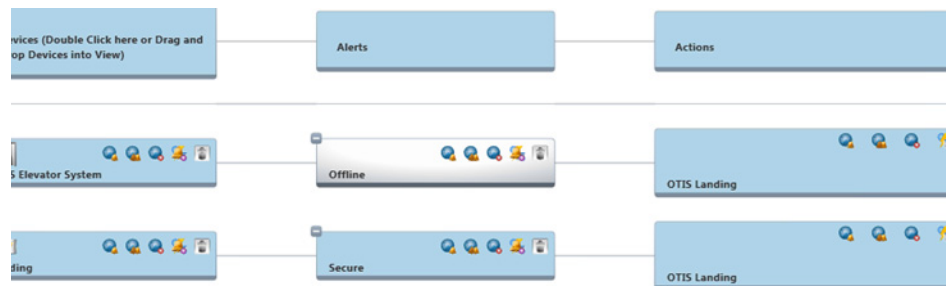 vices (Double Click here or Drag and
op Devices into View)
Alerts
Actions
S Elevator System
Offline
OTIS Landing
ding
Secure
OTIS Landing